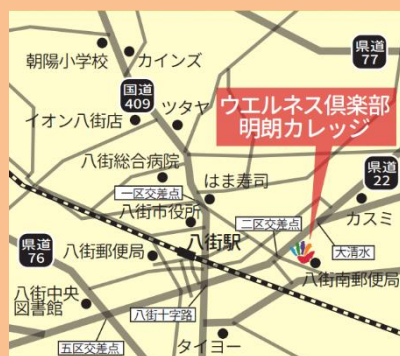 県道
77
カインズ
朝陽小学校
国道
409
ツタヤ
イオン八街店
ウエルネス倶楽部
明朗カレッジ
八街総合病院
県道
22
一区交差点
はま寿司
カスミ
八街市役所
二区交差点
県道
76
八街駅
大清水
八街郵便局
八街南郵便局
八街中央
図書館
八街十字路
五区交差点
タイヨー